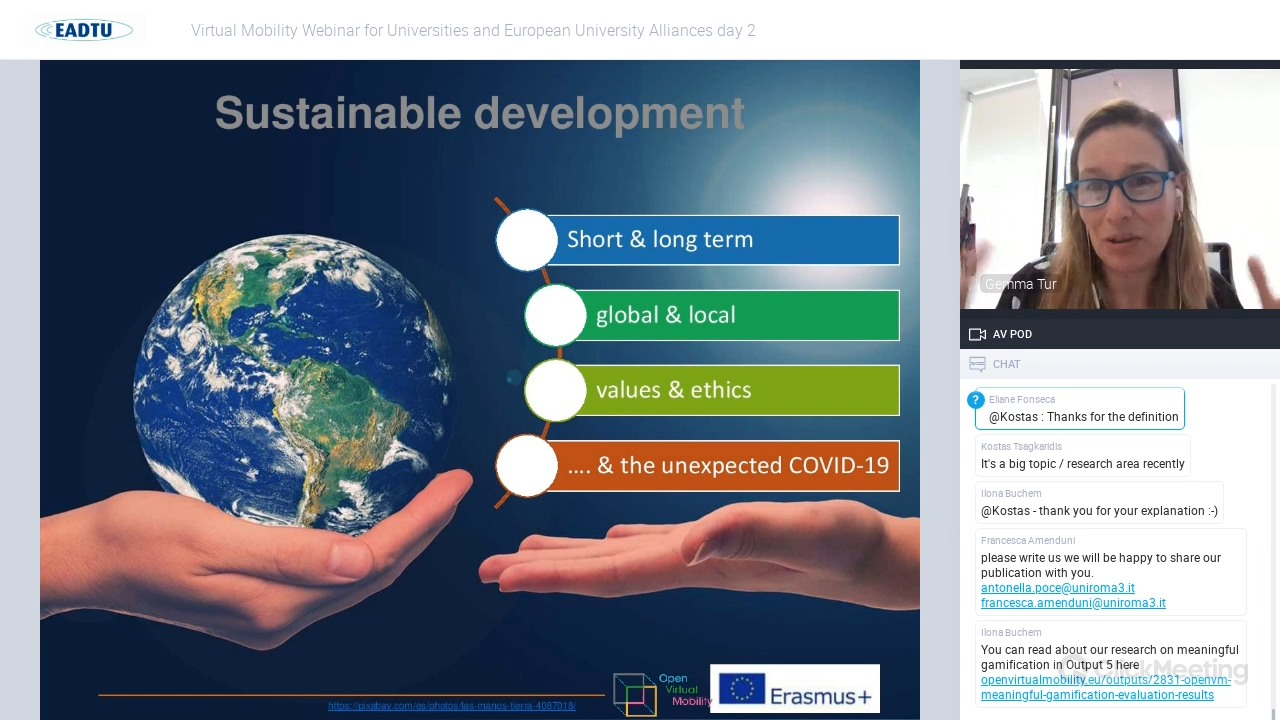 EADTU
Virtual Mobility Webinar for Universities and European University Alliances day 2
Sustainable development
Short & long term
global & local
values & ethics
.... & the unexpected COVID-19
https://pixabay.com/es/photos/las-manos-tierra-4087018/
Open
Virtual
Mobility
Erasmus+
Gemma Tur
AV POD
CHAT
?
Eliane Fonseca
@Kostas : Thanks for the definition
Kostas Tsagkaridis
It's a big topic / research area recently
Ilona Buchem
@Kostas - thank you for your explanation :-)
Francesca Amenduni
please write us we will be happy to share our
publication with you.
antonella.poce@uniroma3.it
francesca.amenduni@uniroma3.it
Ilona Buchem
You can read about our research on meaningful
gamification in Output 5 here
openvirtualmobility.eu/outputs/2831-openvm-
meaningful-gamification-evaluation-results
ClickMeeting